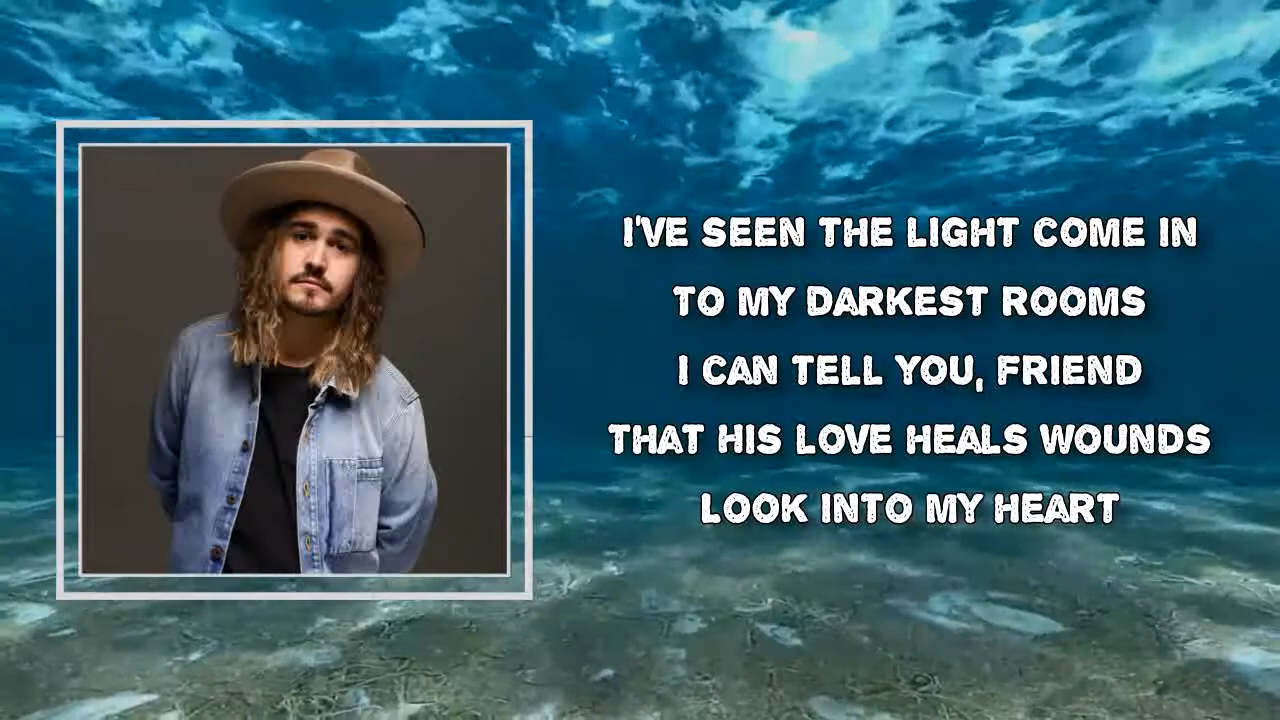 I'VE SEEN THE LIGHT COME IN
TO MY DARKEST ROOMS
I CAN TELL YOU, FRIEND
THAT HIS LOVE HEALS WOUNDS
LOOK INTO MY HEART